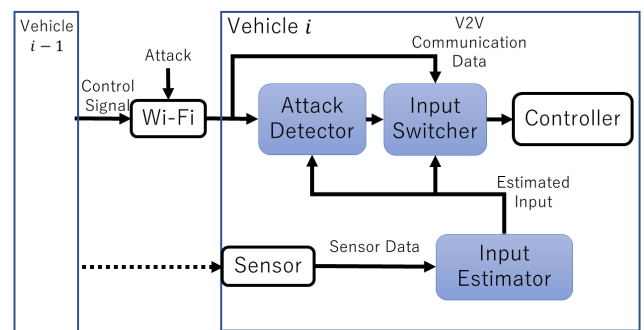 Vehicle
i − 1
Vehicle i
V2V
Communication
Data
Attack
Control
Signal
Wi-Fi
Attack
Detector
Input
Switcher
Controller
Estimated
Input
Sensor Data
Sensor
Input
Estimator